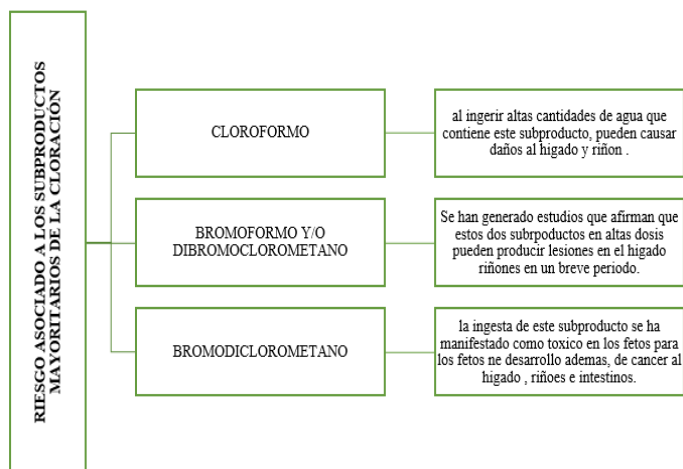 RIESGO ASOCIADO A LOS SUBPRODUCTOS
MAYORITARIOS DE LA CLORACIÓN
CLOROFORMO
al ingerir altas cantidades de agua que
contiene este subproducto, pueden causar
daños al higado y riñon .
BROMOFORMO Y/O
DIBROMOCLOROMETANO
Se han generado estudios que afirman que
estos dos subrpoductos en altas dosis
pueden producir lesiones en el higado
riñones en un breve periodo.
BROMODICLOROMETANO
la ingesta de este subproducto se ha
manifestado como toxico en los fetos para
los fetos ne desarrollo ademas, de cancer al
higado , riñoes e intestinos.